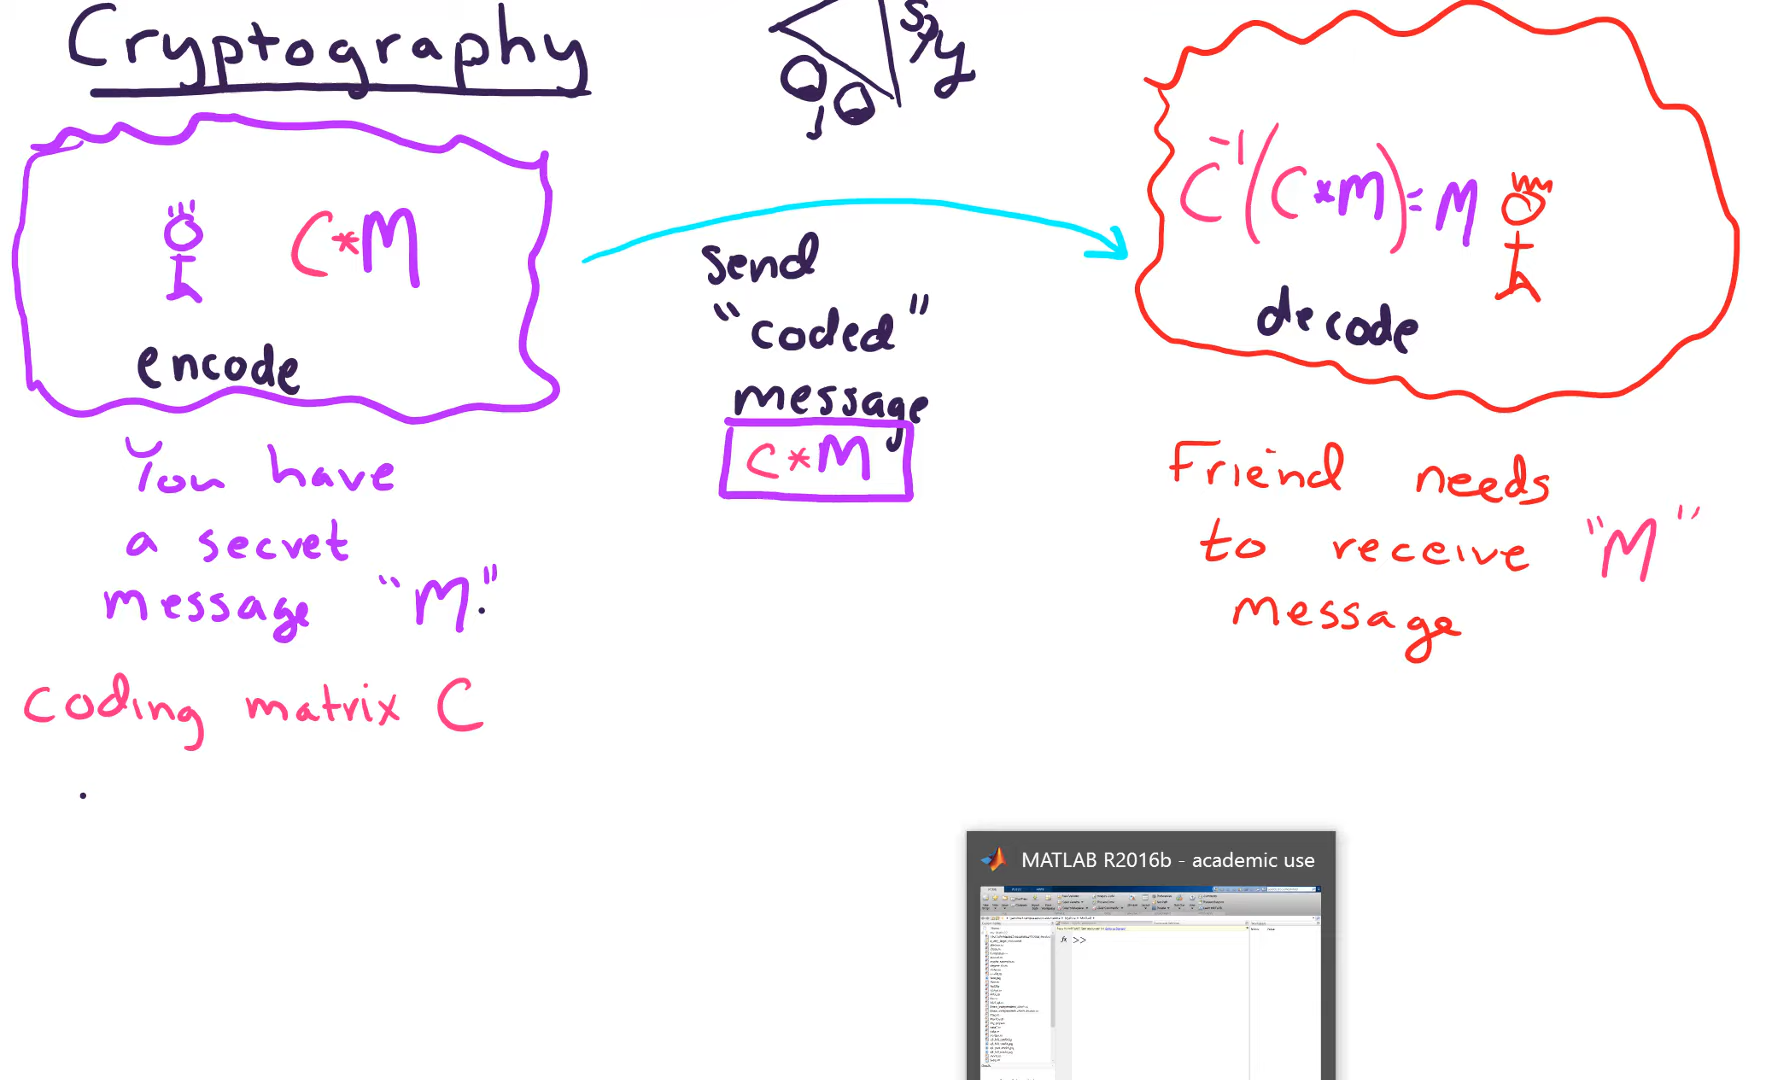 Cryptography
spy
C*M
encode
You have
a secret
message "M"
coding matrix C
send
"coded"
message
C*M
C⁻¹(C*M)=M
decode
Friend needs
to receive "M"
message
MATLAB R2016b - academic use
fx >>